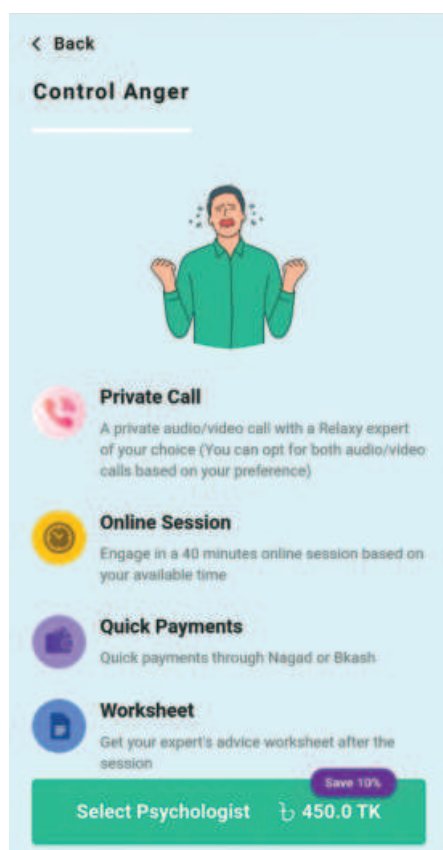 Back
Control Anger
Private Call
A private audio/video call with a Relaxy expert
of your choice (You can opt for both audio/video
calls based on your preference)
Online Session
Engage in a 40 minutes online session based on
your available time
Quick Payments
Quick payments through Nagad or Bkash
Worksheet
Get your expert's advice worksheet after the
session
Save 10%
Select Psychologist ৳ 450.0 TK